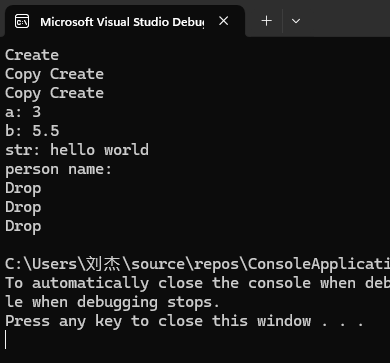 Microsoft Visual Studio Debug
Create
Copy Create
Copy Create
a: 3
b: 5.5
str: hello world
person name:
Drop
Drop
Drop
C:\Users\刘杰\source\repos\ConsoleApplicati
To automatically close the console when deb
le when debugging stops.
Press any key to close this window . . .